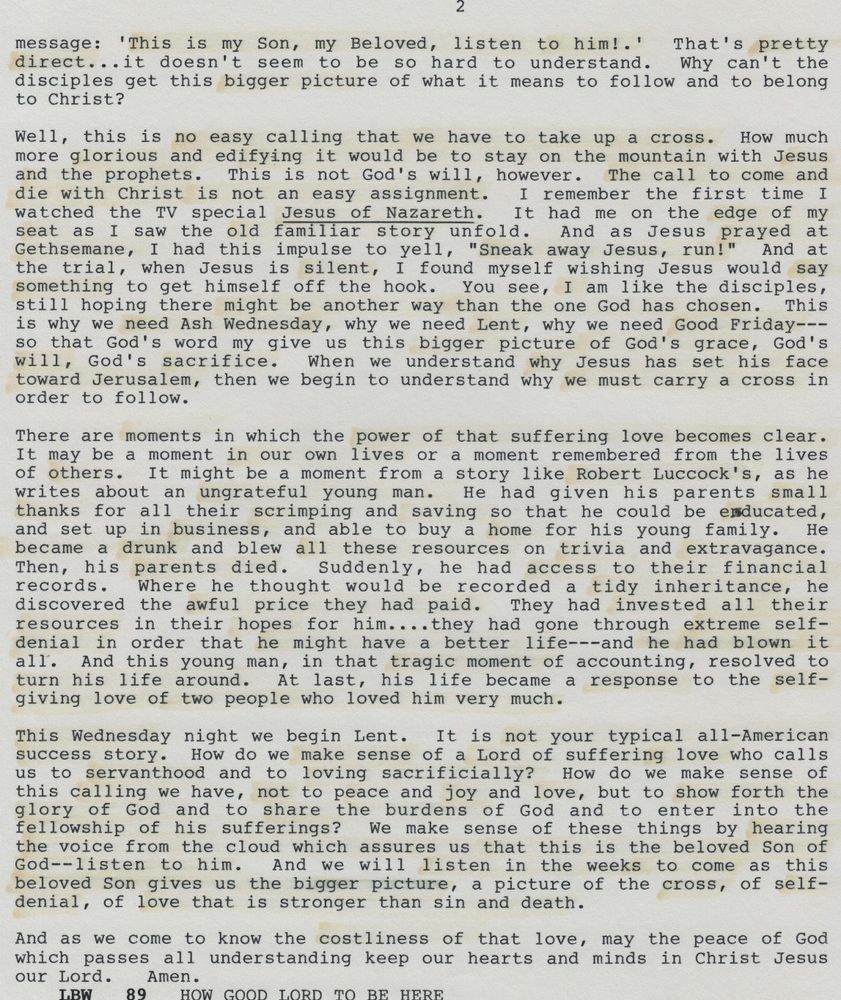 2
message: 'This is my Son, my Beloved, listen to him!.' That's pretty
direct...it doesn't seem to be so hard to understand. Why can't the
disciples get this bigger picture of what it means to follow and to belong
to Christ?
Well, this is no easy calling that we have to take up a cross. How much
more glorious and edifying it would be to stay on the mountain with Jesus
and the prophets. This is not God's will, however. The call to come and
die with Christ is not an easy assignment. I remember the first time I
watched the TV special Jesus of Nazareth. It had me on the edge of my
seat as I saw the old familiar story unfold. And as Jesus prayed at
Gethsemane, I had this impulse to yell, "Sneak away Jesus, run!" And at
the trial, when Jesus is silent, I found myself wishing Jesus would say
something to get himself off the hook. You see, I am like the disciples,
still hoping there might be another way than the one God has chosen. This
is why we need Ash Wednesday, why we need Lent, why we need Good Friday---
so that God's word my give us this bigger picture of God's grace, God's
will, God's sacrifice. When we understand why Jesus has set his face
toward Jerusalem, then we begin to understand why we must carry a cross in
order to follow.
There are moments in which the power of that suffering love becomes clear.
It may be a moment in our own lives or a moment remembered from the lives
of others. It might be a moment from a story like Robert Luccock's, as he
writes about an ungrateful young man. He had given his parents small
thanks for all their scrimping and saving so that he could be enducated,
and set up in business, and able to buy a home for his young family. He
became a drunk and blew all these resources on trivia and extravagance.
Then, his parents died. Suddenly, he had access to their financial
records. Where he thought would be recorded a tidy inheritance, he
discovered the awful price they had paid. They had invested all their
resources in their hopes for him....they had gone through extreme self-
denial in order that he might have a better life---and he had blown it
all. And this young man, in that tragic moment of accounting, resolved to
turn his life around. At last, his life became a response to the self-
giving love of two people who loved him very much.
This Wednesday night we begin Lent. It is not your typical all-American
success story. How do we make sense of a Lord of suffering love who calls
us to servanthood and to loving sacrificially? How do we make sense of
this calling we have, not to peace and joy and love, but to show forth the
glory of God and to share the burdens of God and to enter into the
fellowship of his sufferings? We make sense of these things by hearing
the voice from the cloud which assures us that this is the beloved Son of
God--listen to him. And we will listen in the weeks to come as this
beloved Son gives us the bigger picture, a picture of the cross, of self-
denial, of love that is stronger than sin and death.
And as we come to know the costliness of that love, may the peace of God
which passes all understanding keep our hearts and minds in Christ Jesus
our Lord. Amen.
LBW 89 HOW GOOD LORD TO BE HERE